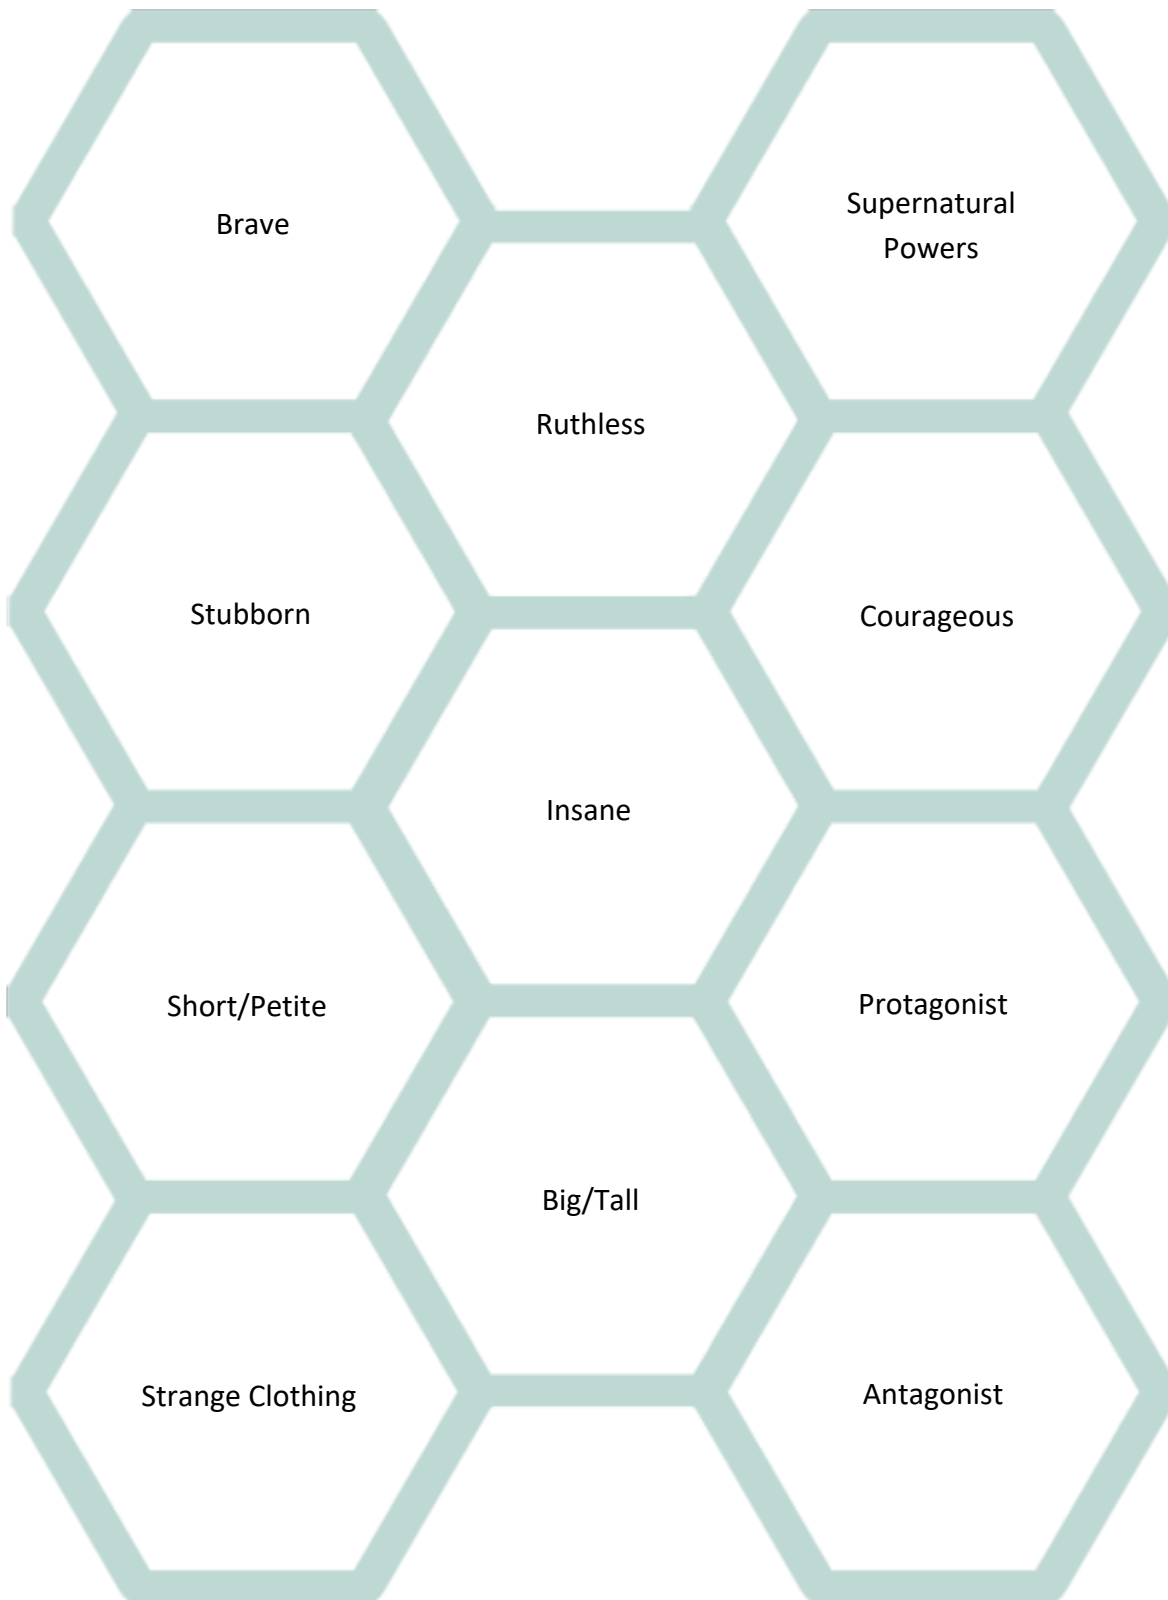 Brave
Supernatural
Powers
Ruthless
Stubborn
Courageous
Insane
Short/Petite
Protagonist
Big/Tall
Strange Clothing
Antagonist